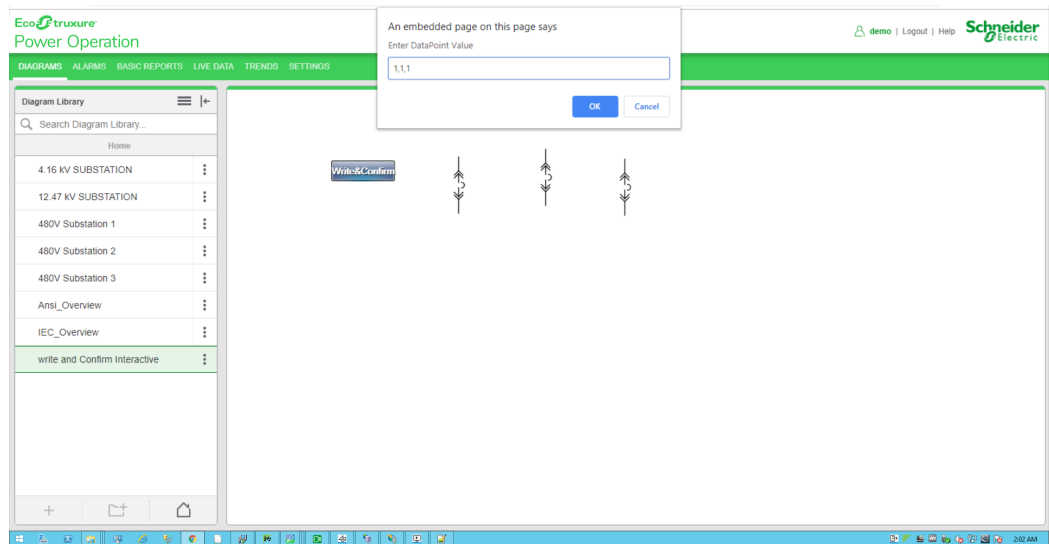 EcoStruxure
Power Operation
An embedded page on this page says
Enter DataPoint Value
1,1,1
OK Cancel
demo | Logout | Help
Schneider
Electric
DIAGRAMS ALARMS BASIC REPORTS LIVE DATA TRENDS SETTINGS
Diagram Library
Search Diagram Library...
Home
4.16 kV SUBSTATION
12.47 kV SUBSTATION
480V Substation 1
480V Substation 2
480V Substation 3
Ansi_Overview
IEC_Overview
write and Confirm Interactive
Write&Confirm
2:02 AM